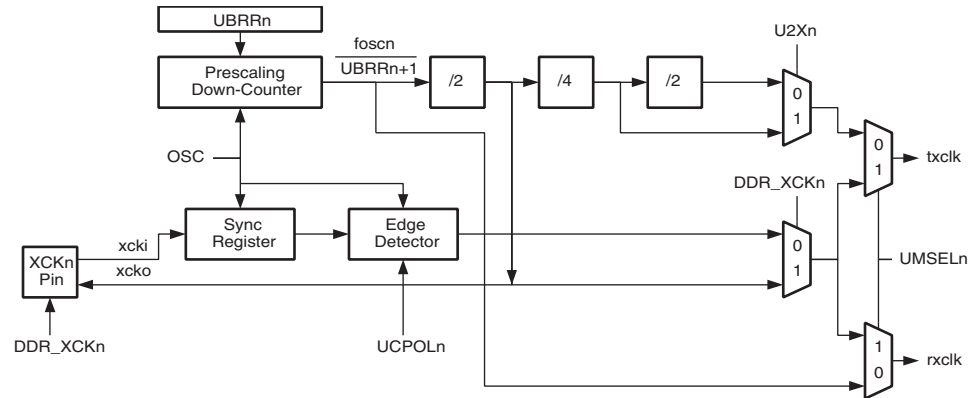 UBRRn
foscn
UBRRn+1
U2Xn
Prescaling
Down-Counter
/2
/4
/2
0
1
OSC
0
1
txclk
DDR_XCKn
Sync
Register
Edge
Detector
xcki
XCKn
Pin
xcko
0
1
UMSELn
DDR_XCKn
UCPOLn
1
0
rxclk